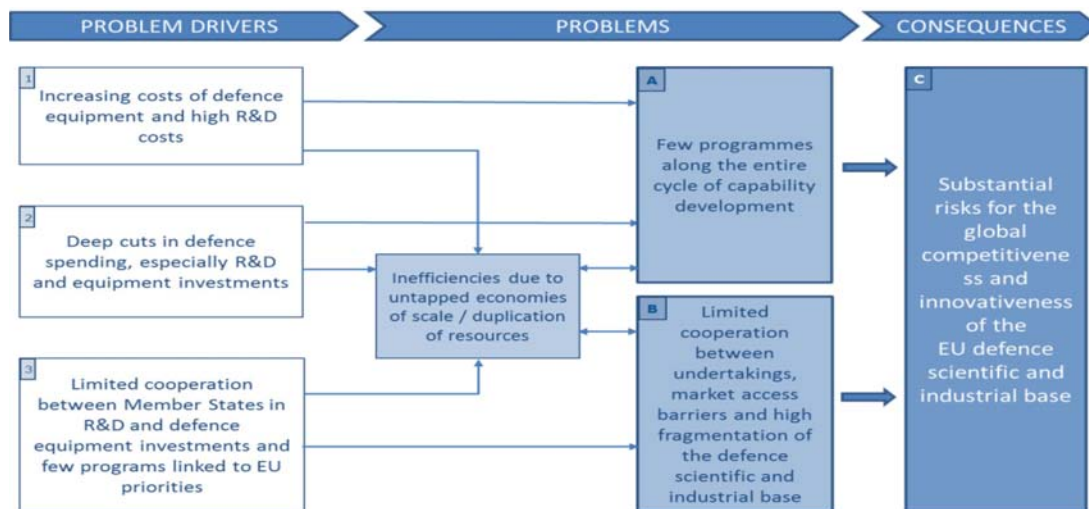 PROBLEM DRIVERS
PROBLEMS
CONSEQUENCES
1
Increasing costs of defence
equipment and high R&D
costs
2
Deep cuts in defence
spending, especially R&D
and equipment investments
3
Limited cooperation
between Member States in
R&D and defence
equipment investments and
few programs linked to EU
priorities
Inefficiencies due to
untapped economies
of scale / duplication
of resources
A
Few programmes
along the entire
cycle of capability
development
B
Limited
cooperation
between
undertakings,
market access
barriers and high
fragmentation of
the defence
scientific and
industrial base
C
Substantial
risks for the
global
competitivene
ss and
innovativeness
of the
EU defence
scientific and
industrial base